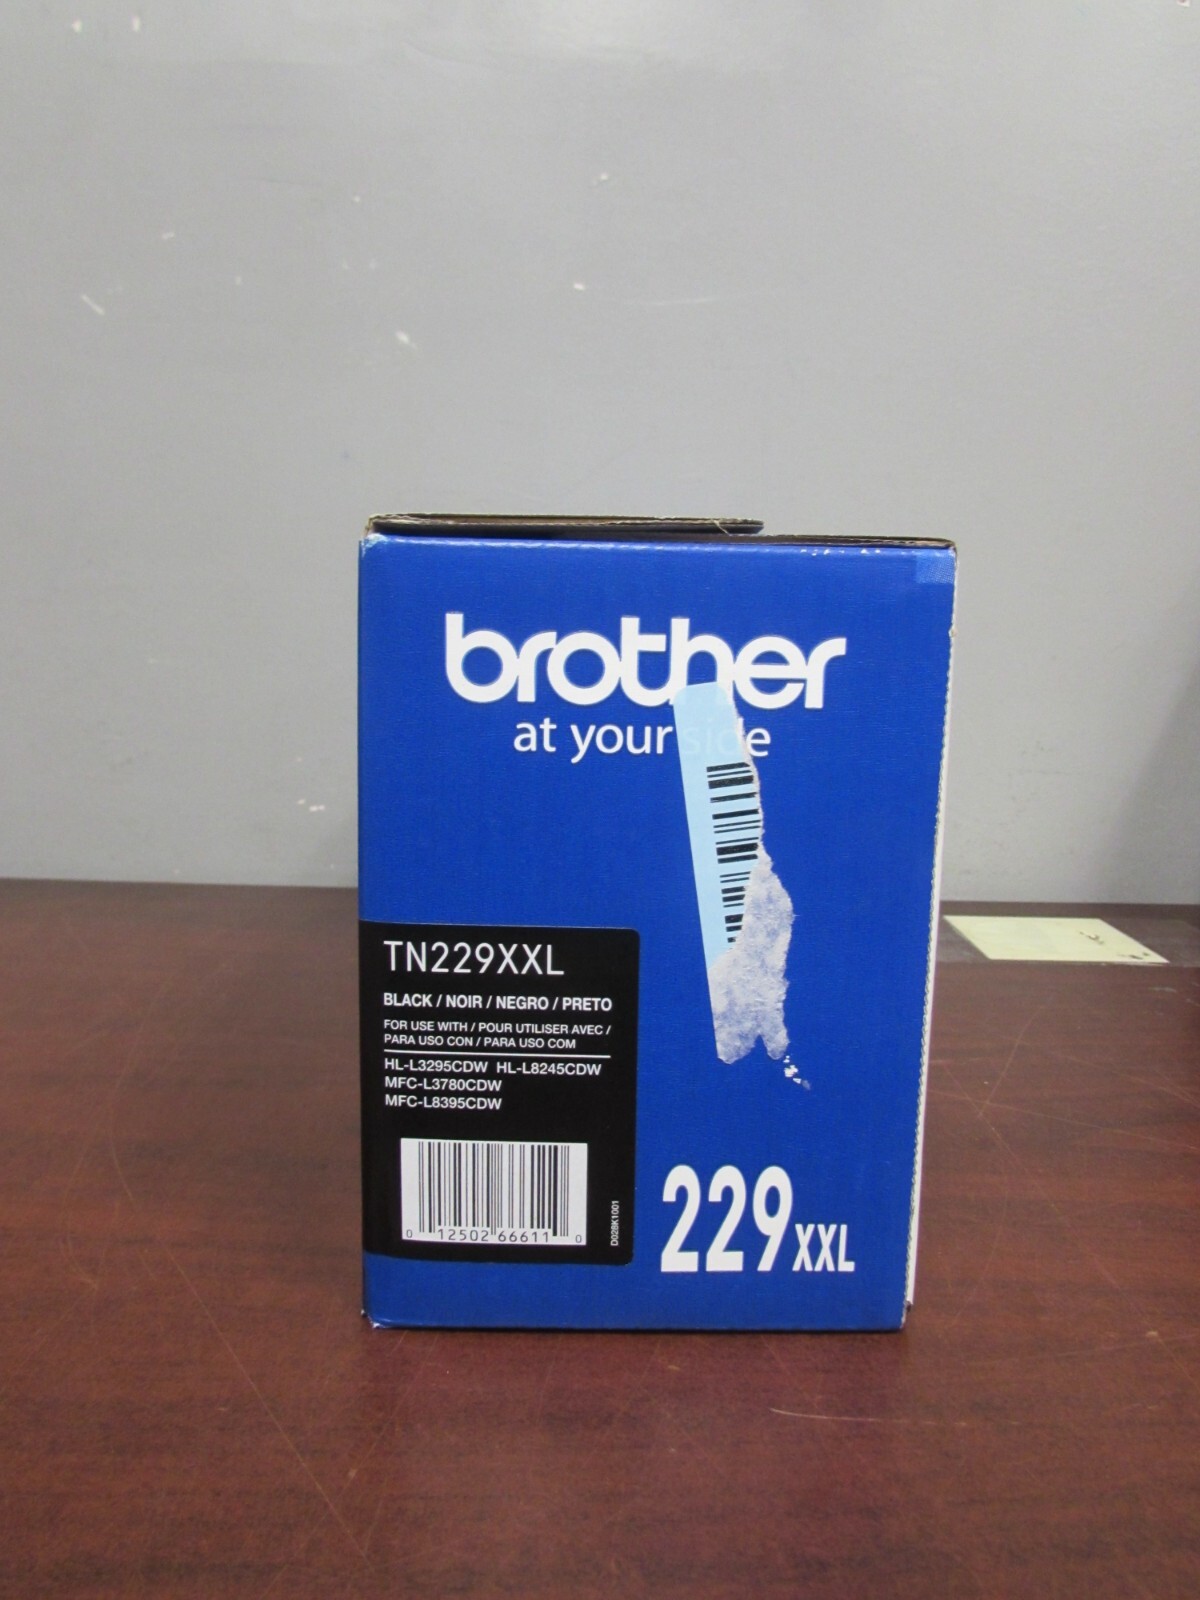 brother
at your side
TN229XXL
BLACK / NOIR / NEGRO / PRETO
FOR USE WITH / POUR UTILISER AVEC /
PARA USO CON / PARA USO COM
HL-L3295CDW HL-L8245CDW
MFC-L3780CDW
MFC-L8395CDW
0 12502 66611 0
D02BK1001
229XXL